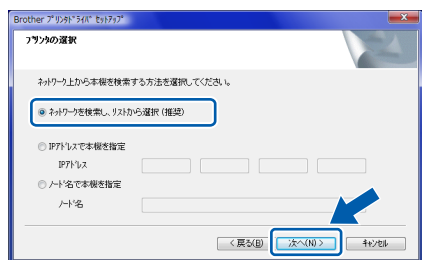 Brother ﾌﾟﾘﾝﾀﾄﾞﾗｲﾊﾞ ｾｯﾄｱｯﾌﾟ
ﾌﾟﾘﾝﾀの選択
ﾈｯﾄﾜｰｸ上から本機を検索する方法を選択してください。
ﾈｯﾄﾜｰｸを検索し、ﾘｽﾄから選択 (推奨)
IPｱﾄﾞﾚｽで本機を指定
IPｱﾄﾞﾚｽ
ﾉｰﾄﾞ名で本機を指定
ﾉｰﾄﾞ名
< 戻る(B) 次へ(N) > ｷｬﾝｾﾙ